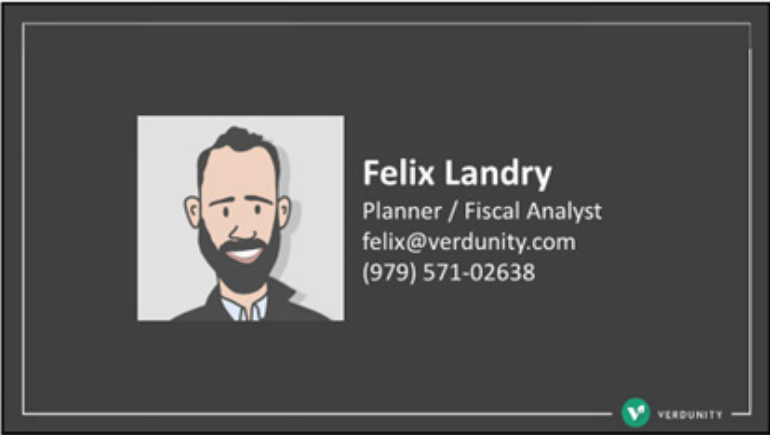 Felix Landry
Planner / Fiscal Analyst
felix@verdunity.com
(979) 571-02638
VERDUNITY